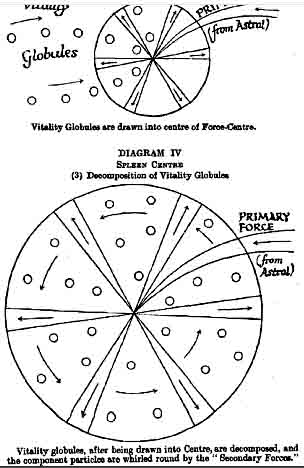 Vitality
Globules
PRIMARY
(from Astral)
Vitality Globules are drawn into centre of Force-Centre.
DIAGRAM IV
SPLEEN CENTRE
(3) Decomposition of Vitality Globules
PRIMARY
FORCE
(from
Astral)
Vitality globules, after being drawn into Centre, are decomposed, and
the component particles are whirled round by the "Secondary Forces."